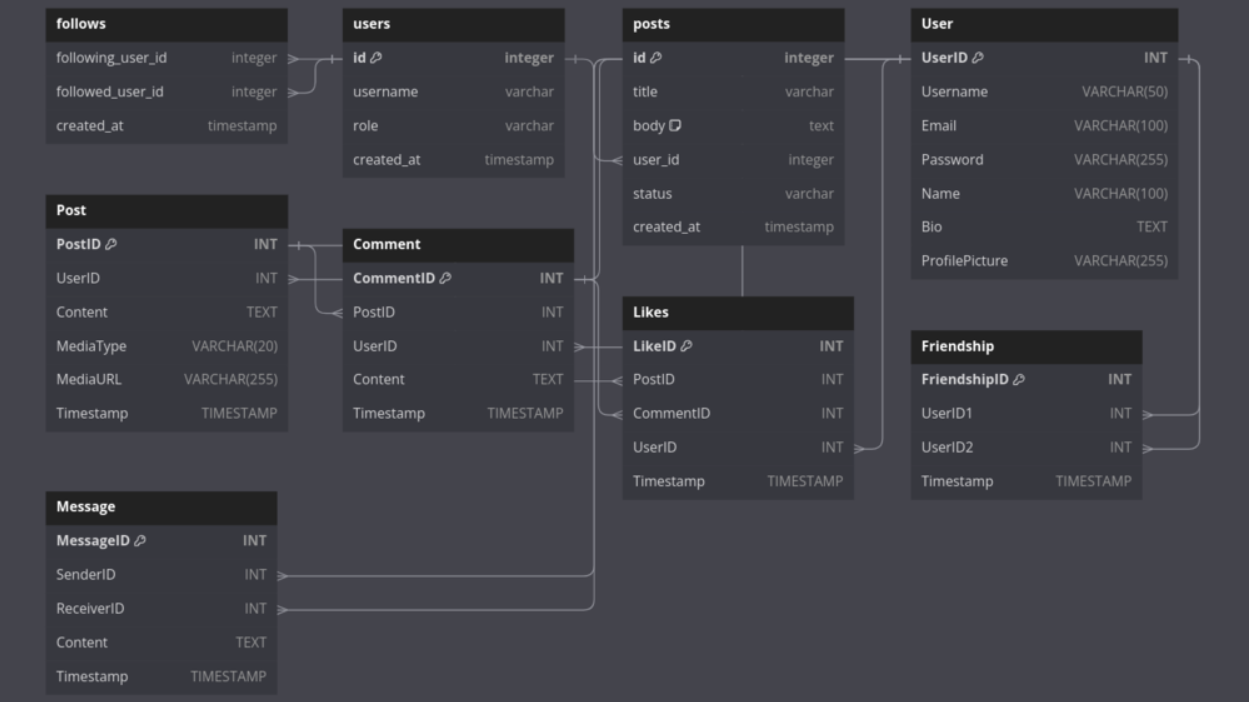 follows
following_user_id integer
followed_user_id integer
created_at timestamp
users
id integer
username varchar
role varchar
created_at timestamp
posts
id integer
title varchar
body text
user_id integer
status varchar
created_at timestamp
User
UserID INT
Username VARCHAR(50)
Email VARCHAR(100)
Password VARCHAR(255)
Name VARCHAR(100)
Bio TEXT
ProfilePicture VARCHAR(255)
Post
PostID INT
UserID INT
Content TEXT
MediaType VARCHAR(20)
MediaURL VARCHAR(255)
Timestamp TIMESTAMP
Comment
CommentID INT
PostID INT
UserID INT
Content TEXT
Timestamp TIMESTAMP
Likes
LikeID INT
PostID INT
CommentID INT
UserID INT
Timestamp TIMESTAMP
Friendship
FriendshipID INT
UserID1 INT
UserID2 INT
Timestamp TIMESTAMP
Message
MessageID INT
SenderID INT
ReceiverID INT
Content TEXT
Timestamp TIMESTAMP